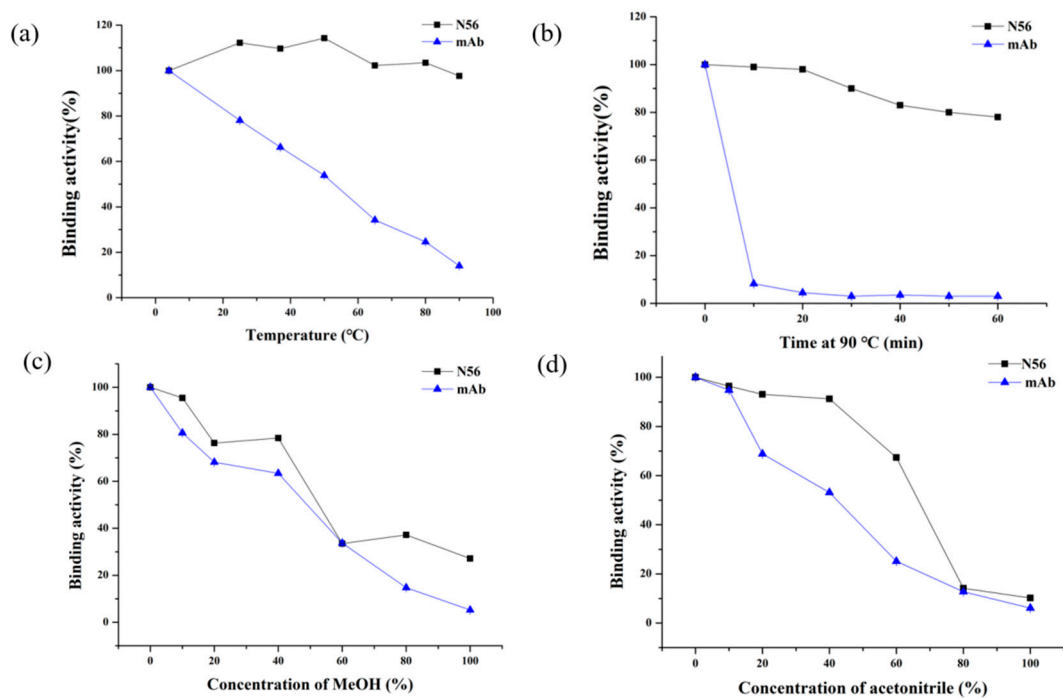 (a)
Binding activity(%)
120
100
80
60
40
20
0
N56
mAb
0 20 40 60 80 100
Temperature (℃)
(b)
Binding activity(%)
120
100
80
60
40
20
0
N56
mAb
0 20 40 60
Time at 90 ℃ (min)
(c)
Binding activity (%)
100
80
60
40
20
0
N56
mAb
0 20 40 60 80 100
Concentration of MeOH (%)
(d)
Binding activity (%)
100
80
60
40
20
0
N56
mAb
0 20 40 60 80 100
Concentration of acetonitrile (%)